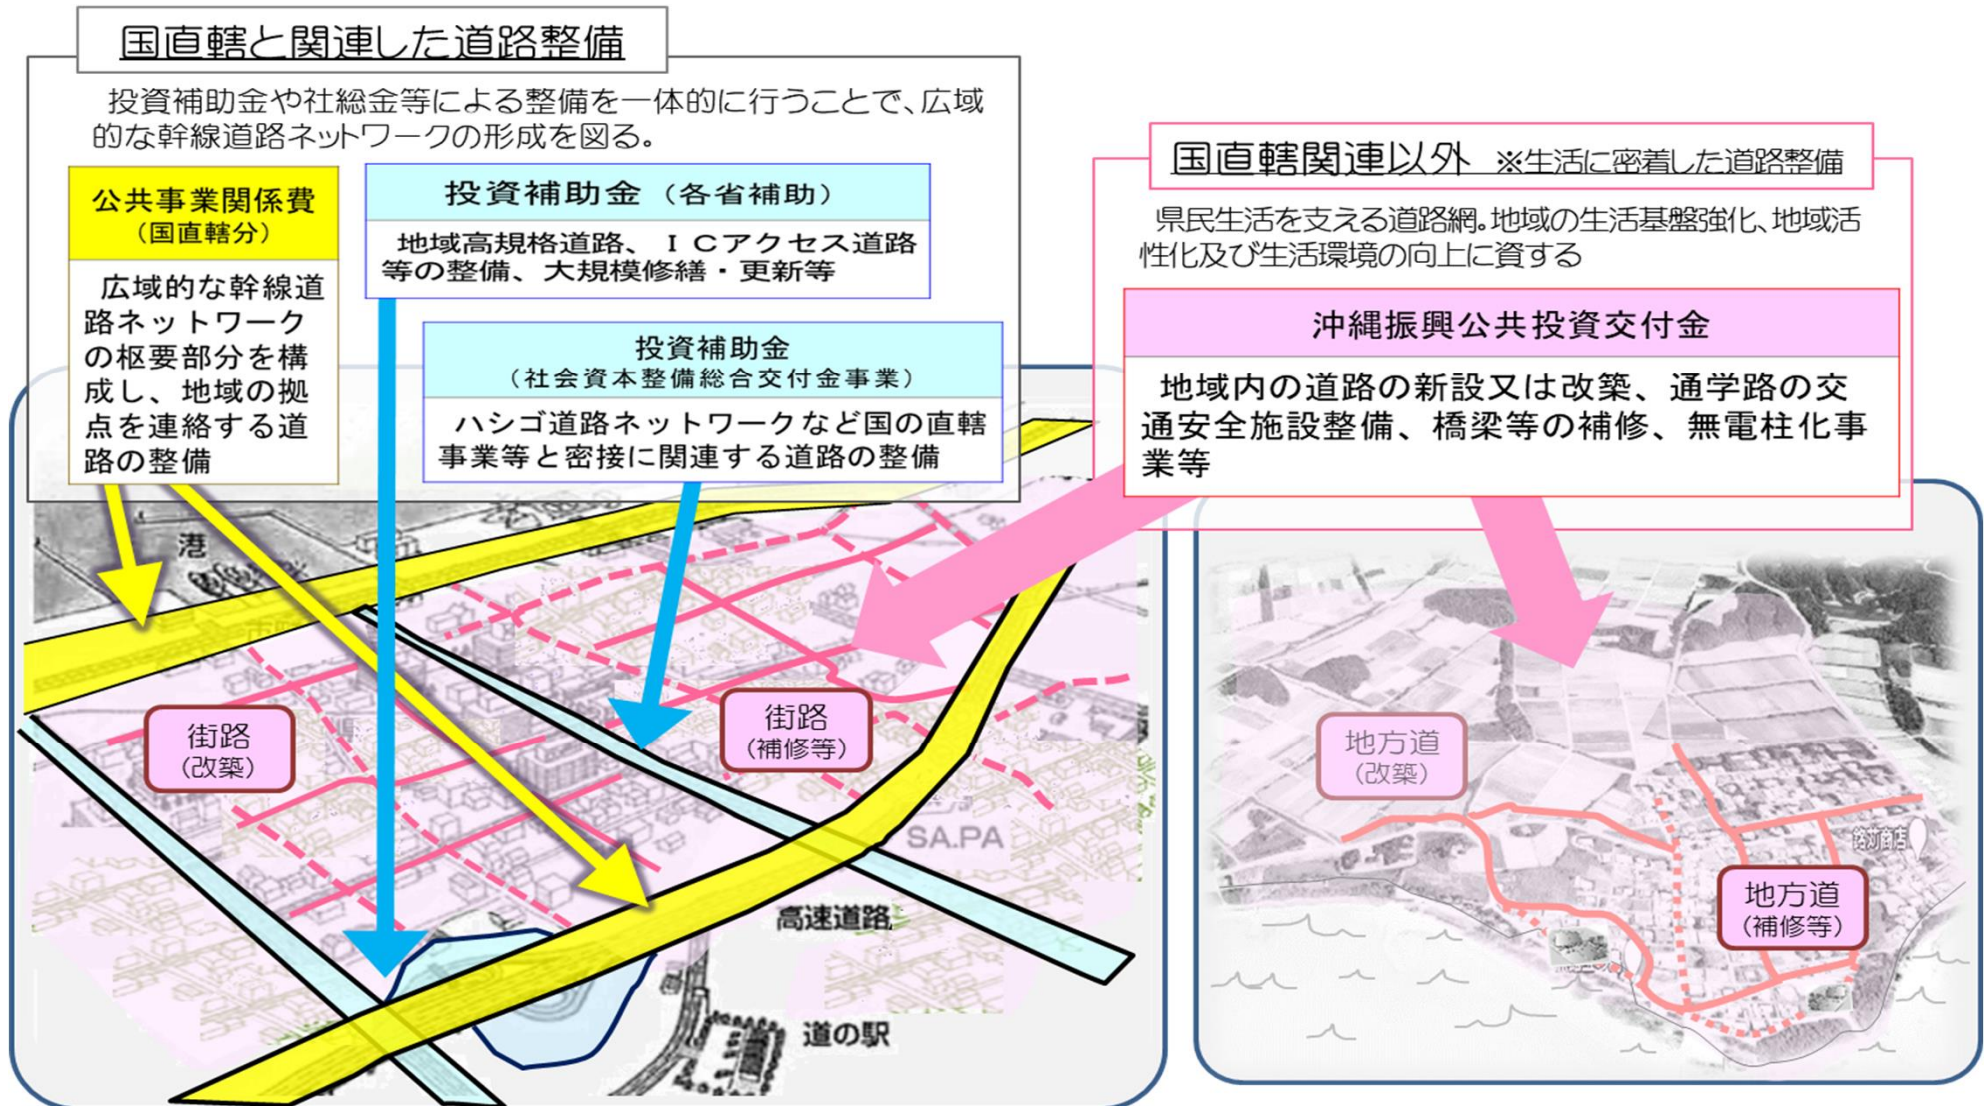 国直轄と関連した道路整備
投資補助金や社総金等による整備を一体的に行うことで、広域
的な幹線道路ネットワークの形成を図る。
公共事業関係費
(国直轄分)
広域的な幹線道
路ネットワーク
の枢要部分を構
成し、地域の拠
点を連絡する道
路の整備
投資補助金（各省補助）
地域高規格道路、ＩＣアクセス道路
等の整備、大規模修繕・更新等
投資補助金
（社会資本整備総合交付金事業）
ハシゴ道路ネットワークなど国の直轄
事業等と密接に関連する道路の整備
国直轄関連以外 ※生活に密着した道路整備
県民生活を支える道路網。地域の生活基盤強化、地域活
性化及び生活環境の向上に資する
沖縄振興公共投資交付金
地域内の道路の新設又は改築、通学路の交
通安全施設整備、橋梁等の補修、無電柱化事
業等
港
街路
(改築)
街路
(補修等)
SA.PA
高速道路
道の駅
地方道
(改築)
地方道
(補修等)